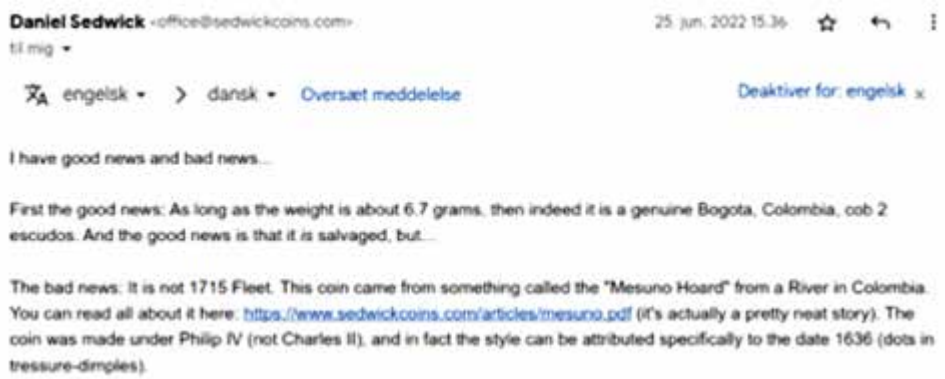 Daniel Sedwick <office@sedwickcoins.com> 25. jun. 2022 15.36
til mig
engelsk > dansk Oversæt meddelelse Deaktiver for: engelsk x
I have good news and bad news...
First the good news: As long as the weight is about 6.7 grams, then indeed it is a genuine Bogota, Colombia, cob 2
escudos. And the good news is that it is salvaged, but...
The bad news: It is not 1715 Fleet. This coin came from something called the "Mesuno Hoard" from a River in Colombia.
You can read all about it here: https://www.sedwickcoins.com/articles/mesuno.pdf (it's actually a pretty neat story). The
coin was made under Philip IV (not Charles II), and in fact the style can be attributed specifically to the date 1636 (dots in
tressure-dimples).